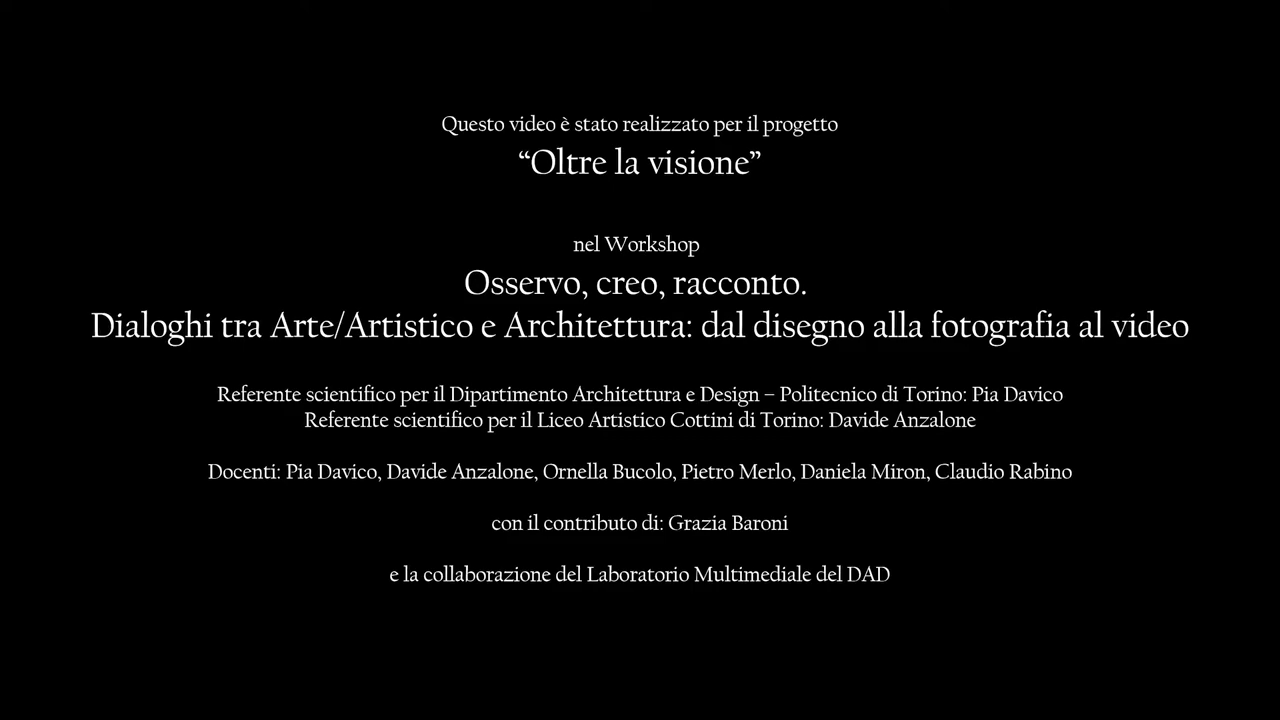 Questo video è stato realizzato per il progetto
“Oltre la visione”
nel Workshop
Osservo, creo, racconto.
Dialoghi tra Arte/Artistico e Architettura: dal disegno alla fotografia al video
Referente scientifico per il Dipartimento Architettura e Design – Politecnico di Torino: Pia Davico
Referente scientifico per il Liceo Artistico Cottini di Torino: Davide Anzalone
Docenti: Pia Davico, Davide Anzalone, Ornella Bucolo, Pietro Merlo, Daniela Miron, Claudio Rabino
con il contributo di: Grazia Baroni
e la collaborazione del Laboratorio Multimediale del DAD